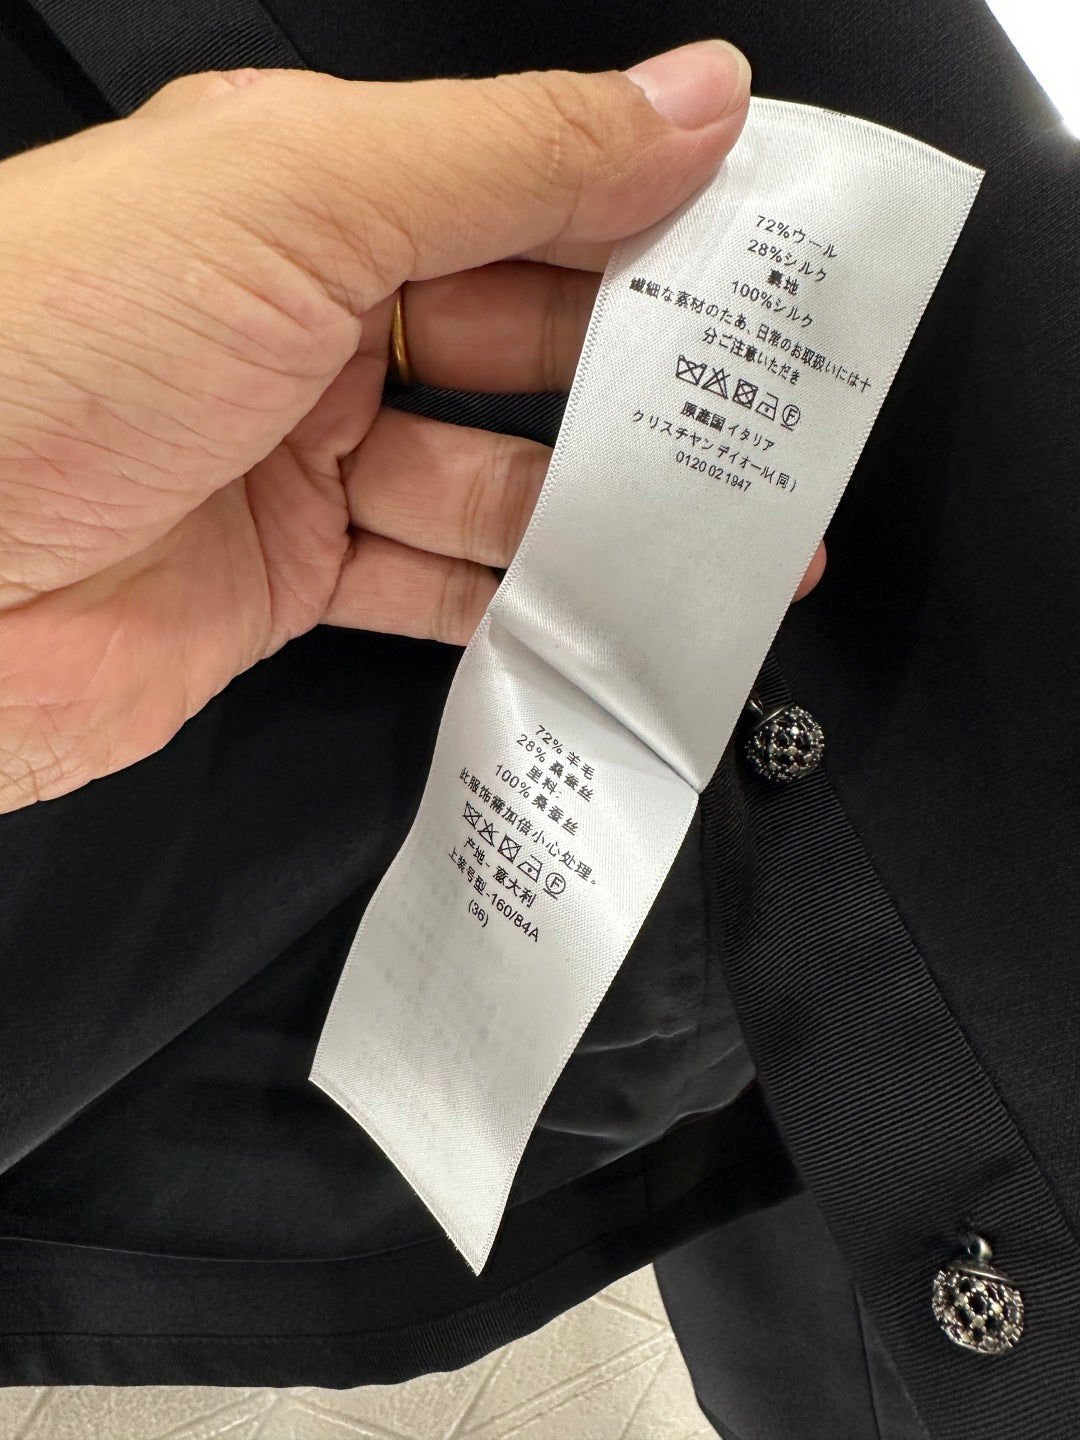 72%ウール
28%シルク
裏地
100%シルク
繊細な素材のたあ、日常のお取扱いには十
分ご注意いただき
F
原産国イタリア
クリスチャンディオール(同)
0120 02 1947
72% 羊毛
28% 桑蚕丝
里料:
100% 桑蚕丝
此服饰需加倍小心处理。
F
产地- 意大利
上装号型-160/84A
(36)